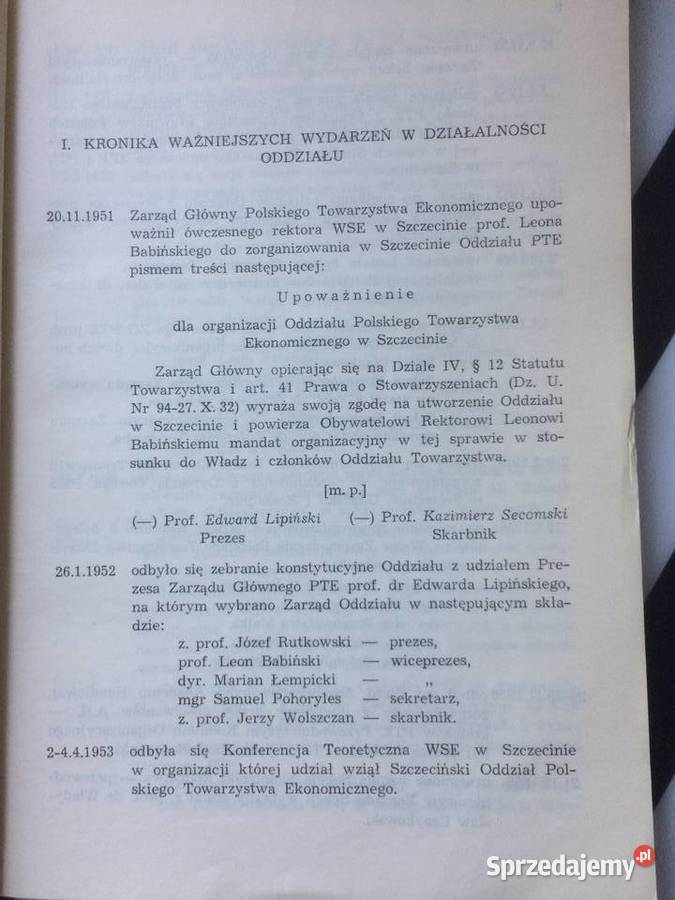 I. KRONIKA WAŻNIEJSZYCH WYDARZEŃ W DZIAŁALNOŚCI
ODDZIAŁU
20.11.1951 Zarząd Główny Polskiego Towarzystwa Ekonomicznego upo-
ważnił ówczesnego rektora WSE w Szczecinie prof. Leona
Babińskiego do zorganizowania w Szczecinie Oddziału PTE
pismem treści następującej:
Upoważnienie
dla organizacji Oddziału Polskiego Towarzystwa
Ekonomicznego w Szczecinie
Zarząd Główny opierając się na Dziale IV, § 12 Statutu
Towarzystwa i art. 41 Prawa o Stowarzyszeniach (Dz. U.
Nr 94-27. X. 32) wyraża swoją zgodę na utworzenie Oddziału
w Szczecinie i powierza Obywatelowi Rektorowi Leonowi
Babińskiemu mandat organizacyjny w tej sprawie w sto-
sunku do Władz i członków Oddziału Towarzystwa.
[m. p.]
(—) Prof. Edward Lipiński (—) Prof. Kazimierz Secomski
Prezes Skarbnik
26.1.1952 odbyło się zebranie konstytucyjne Oddziału z udziałem Pre-
zesa Zarządu Głównego PTE prof. dr Edwarda Lipińskiego,
na którym wybrano Zarząd Oddziału w następującym skła-
dzie:
z. prof. Józef Rutkowski — prezes,
prof. Leon Babiński — wiceprezes,
dyr. Marian Łempicki — „
mgr Samuel Pohoryles — sekretarz,
z. prof. Jerzy Wolszczan — skarbnik.
2-4.4.1953 odbyła się Konferencja Teoretyczna WSE w Szczecinie
w organizacji której udział wziął Szczeciński Oddział Pol-
skiego Towarzystwa Ekonomicznego.
Sprzedajemy.pl